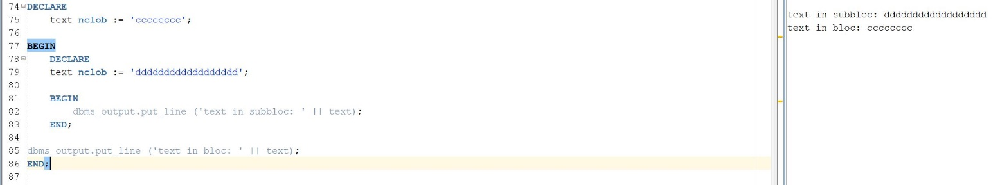 74 DECLARE
75 text nclob := 'cccccccc';
76
77 BEGIN
78 DECLARE
79 text nclob := 'dddddddddddddddddd';
80
81 BEGIN
82 dbms_output.put_line ('text in subbloc: ' || text);
83 END;
84
85 dbms_output.put_line ('text in bloc: ' || text);
86 END;
87
text in subbloc: dddddddddddddddddd
text in bloc: cccccccc